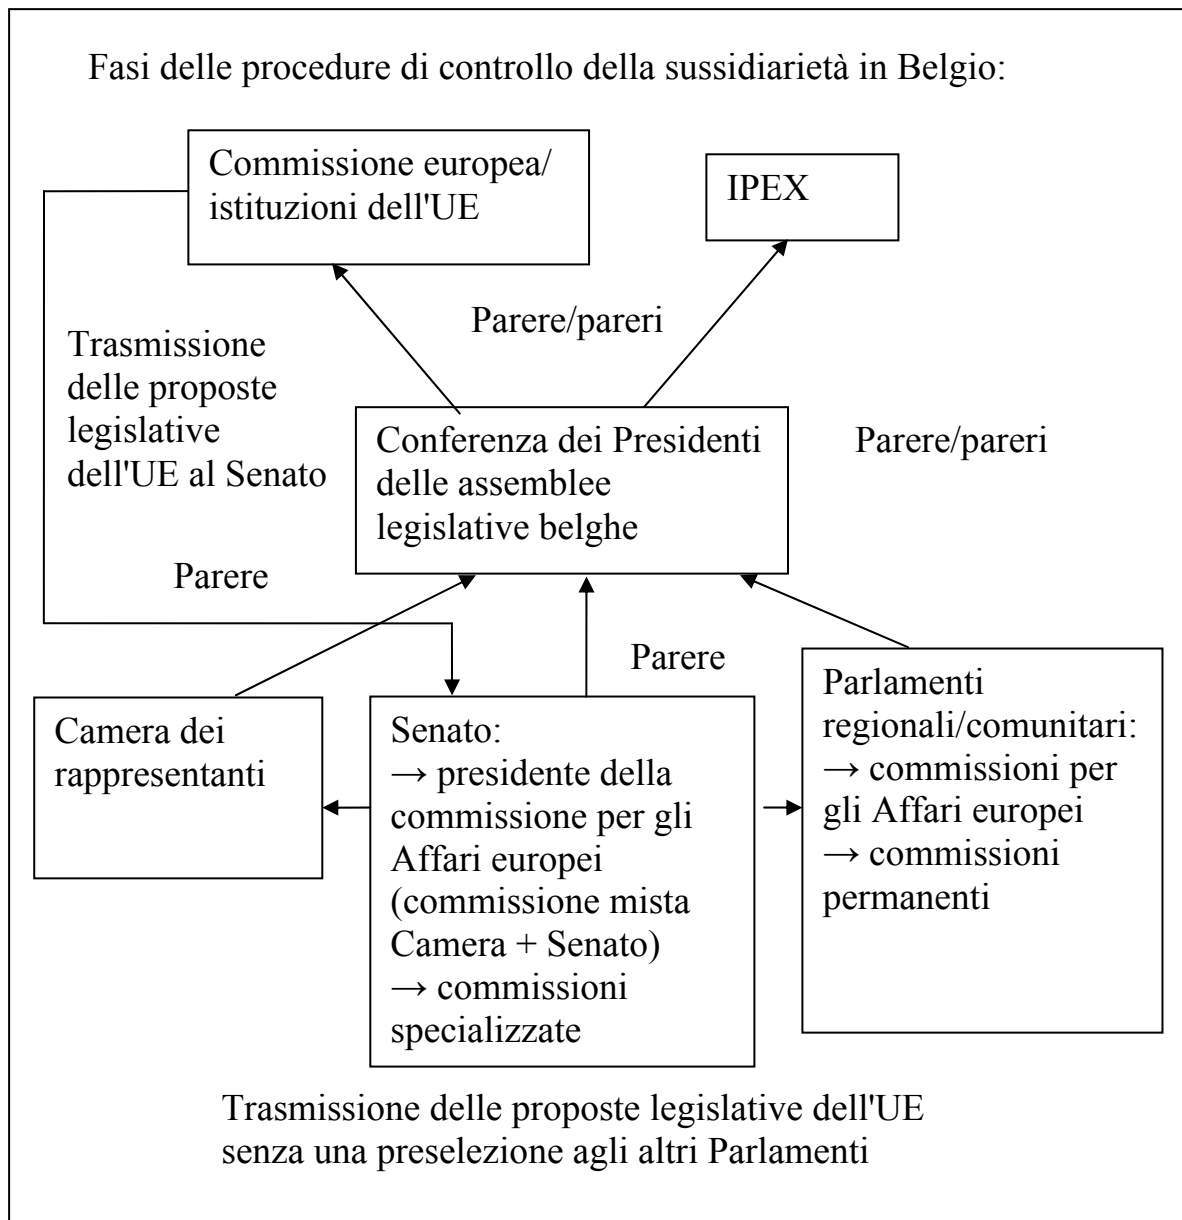 Fasi delle procedure di controllo della sussidiarietà in Belgio:
Commissione europea/
istituzioni dell'UE
IPEX
Parere/pareri
Trasmissione
delle proposte
legislative
dell'UE al Senato
Conferenza dei Presidenti
delle assemblee
legislative belghe
Parere/pareri
Parere
Parere
Camera dei
rappresentanti
Senato:
→ presidente della
commissione per gli
Affari europei
(commissione mista
Camera + Senato)
→ commissioni
specializzate
Parlamenti
regionali/comunitari:
→ commissioni per
gli Affari europei
→ commissioni
permanenti
Trasmissione delle proposte legislative dell'UE
senza una preselezione agli altri Parlamenti